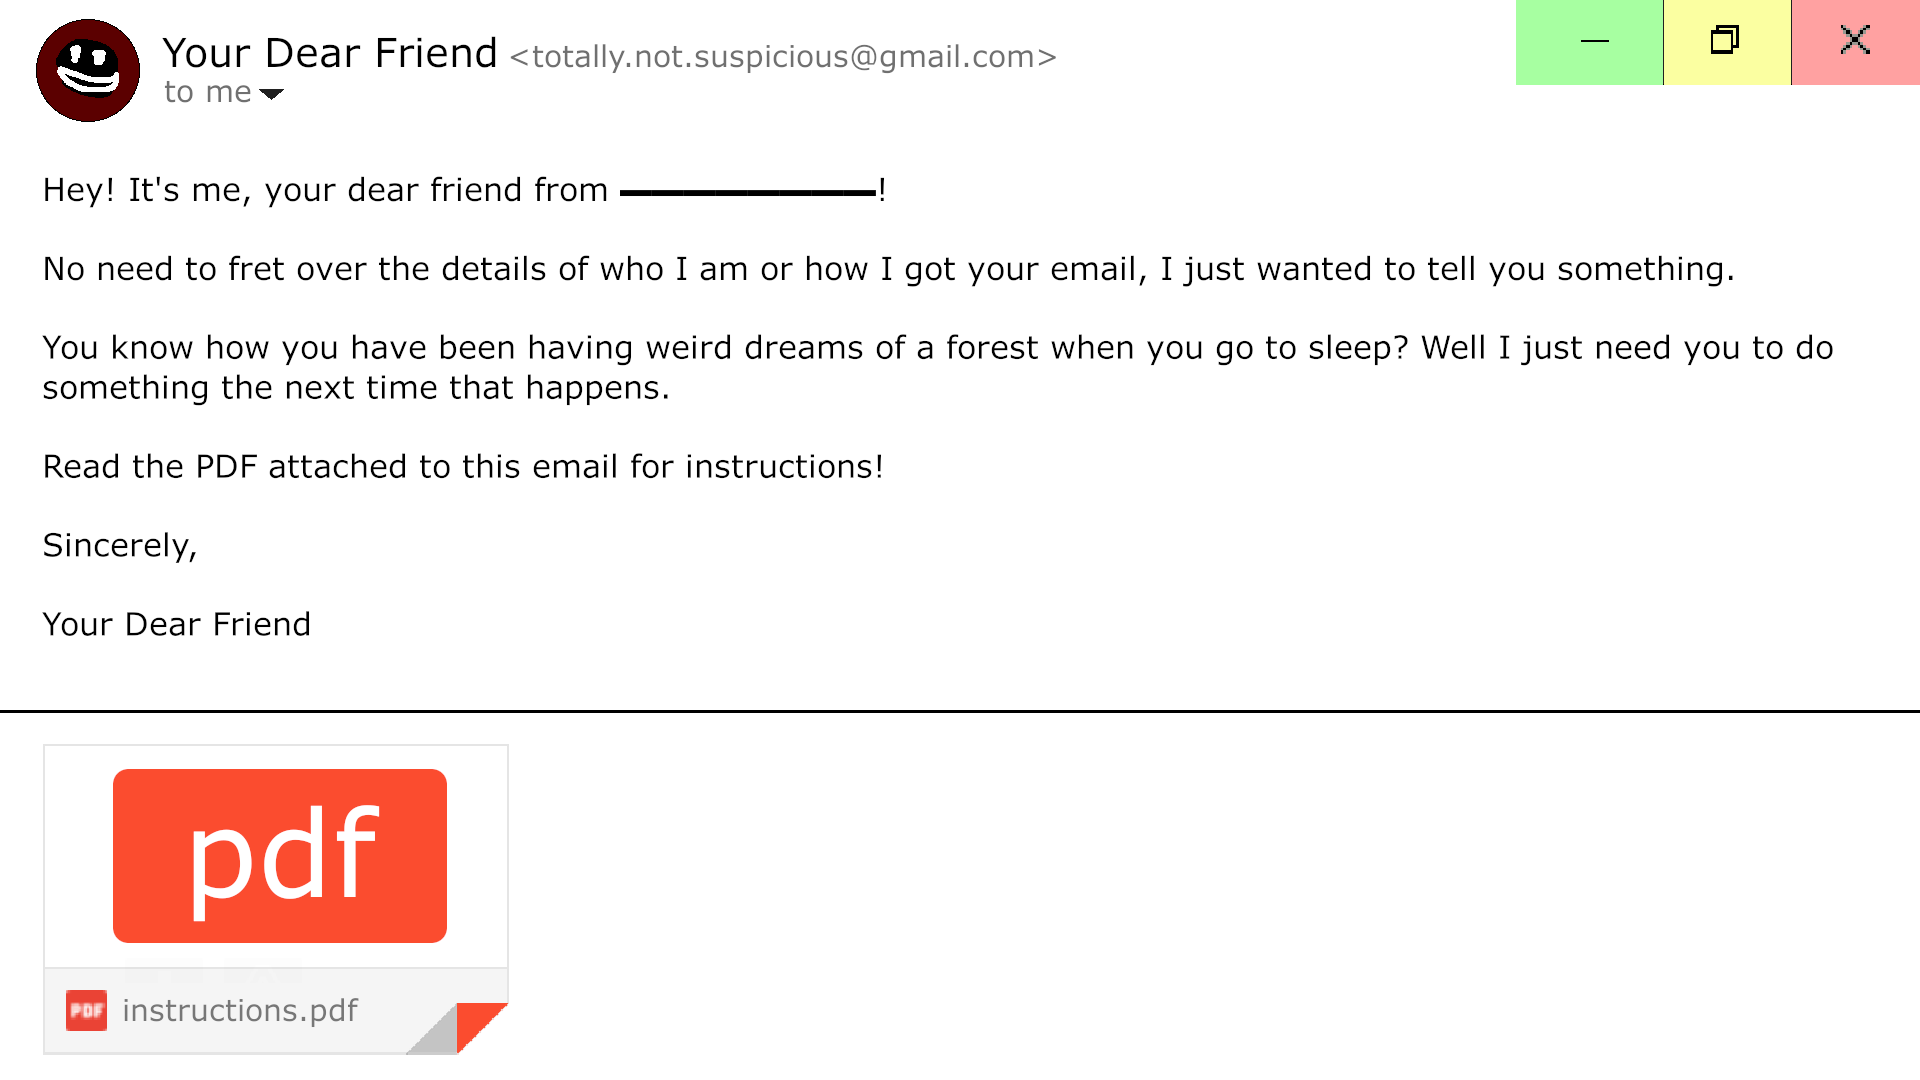 Your Dear Friend <totally.not.suspicious@gmail.com>
to me
Hey! It's me, your dear friend from ————————!
No need to fret over the details of who I am or how I got your email, I just wanted to tell you something.
You know how you have been having weird dreams of a forest when you go to sleep? Well I just need you to do
something the next time that happens.
Read the PDF attached to this email for instructions!
Sincerely,
Your Dear Friend
pdf
PDF instructions.pdf